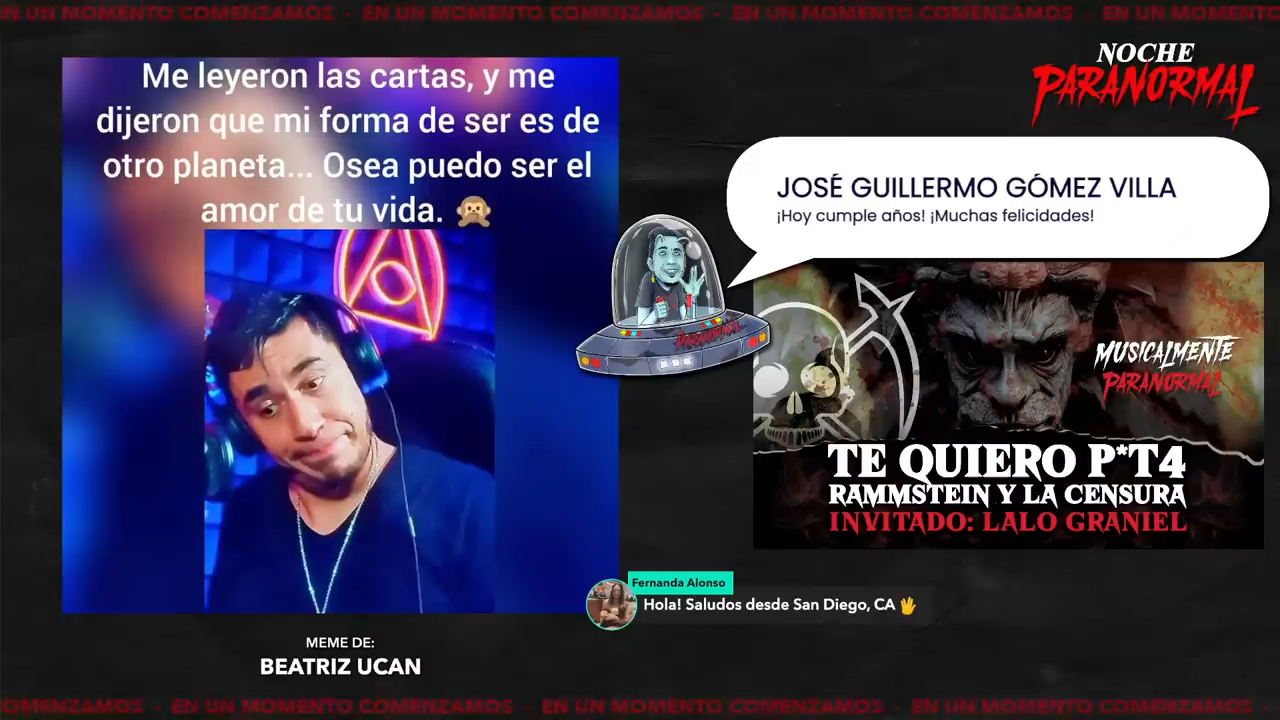 EN UN MOMENTO COMENZAMOS - EN UN MOMENTO COMENZAMOS - EN UN MOMENTO COMENZAMOS
NOCHE
PARANORMAL
Me leyeron las cartas, y me
dijeron que mi forma de ser es de
otro planeta... Osea puedo ser el
amor de tu vida. 🙊
JOSÉ GUILLERMO GÓMEZ VILLA
¡Hoy cumple años! ¡Muchas felicidades!
PARANORMAL
MUSICALMENTE
PARANORMAL
TE QUIERO P*T4
RAMMSTEIN Y LA CENSURA
INVITADO: LALO GRANIEL
Fernanda Alonso
Hola! Saludos desde San Diego, CA 🖖
MEME DE:
BEATRIZ UCAN
COMENZAMOS - EN UN MOMENTO COMENZAMOS - EN UN MOMENTO COMENZAMOS - EN UN MOMENTO COMENZAMOS